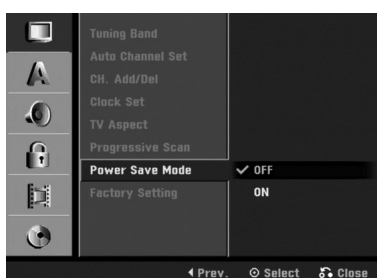 Tuning Band
Auto Channel Set
CH. Add/Del
Clock Set
TV Aspect
Progressive Scan
Power Save Mode ✓ OFF
Factory Setting ON
◀ Prev. ⊙ Select Close